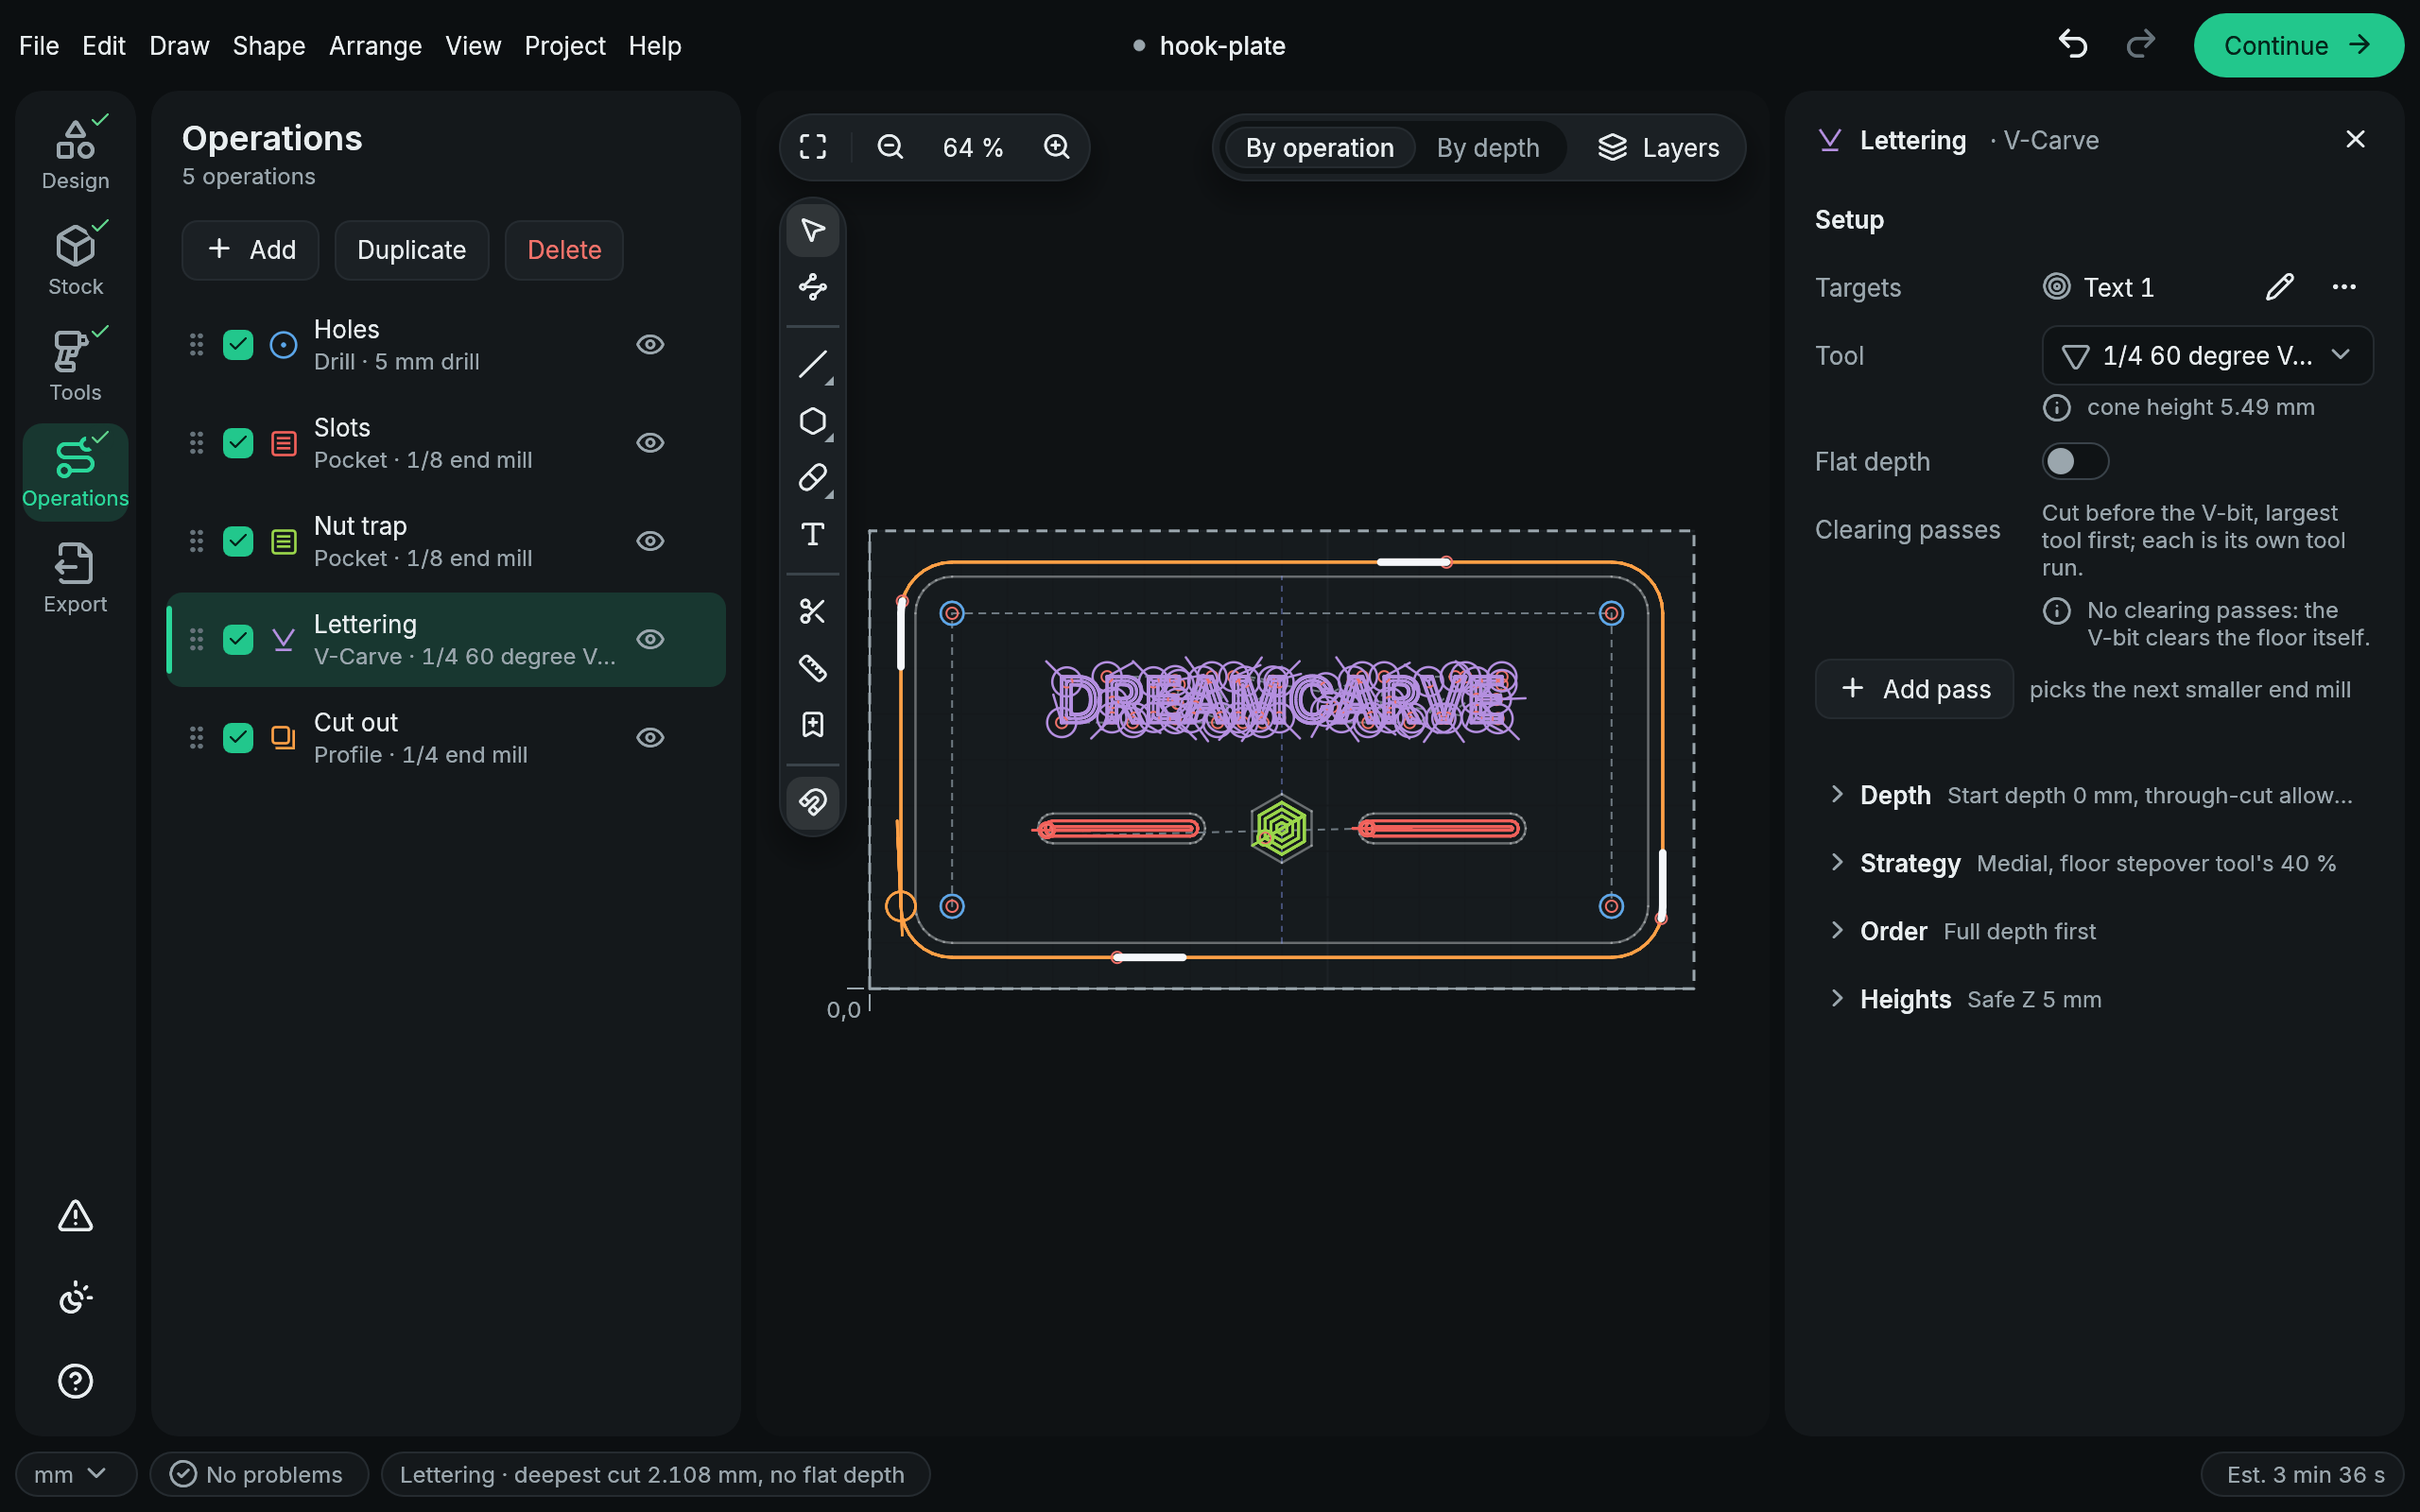 File Edit Draw Shape Arrange View Project Help
hook-plate
Continue
Design
Stock
Tools
Operations
Export
Operations
5 operations
Add
Duplicate
Delete
Holes
Drill · 5 mm drill
Slots
Pocket · 1/8 end mill
Nut trap
Pocket · 1/8 end mill
Lettering
V-Carve · 1/4 60 degree V...
Cut out
Profile · 1/4 end mill
64 %
By operation
By depth
Layers
DREAMCARVE
0,0
Lettering · V-Carve
Setup
Targets
Text 1
Tool
1/4 60 degree V...
cone height 5.49 mm
Flat depth
Clearing passes
Cut before the V-bit, largest
tool first; each is its own tool
run.
No clearing passes: the
V-bit clears the floor itself.
Add pass
picks the next smaller end mill
Depth Start depth 0 mm, through-cut allow...
Strategy Medial, floor stepover tool's 40 %
Order Full depth first
Heights Safe Z 5 mm
mm
No problems
Lettering · deepest cut 2.108 mm, no flat depth
Est. 3 min 36 s